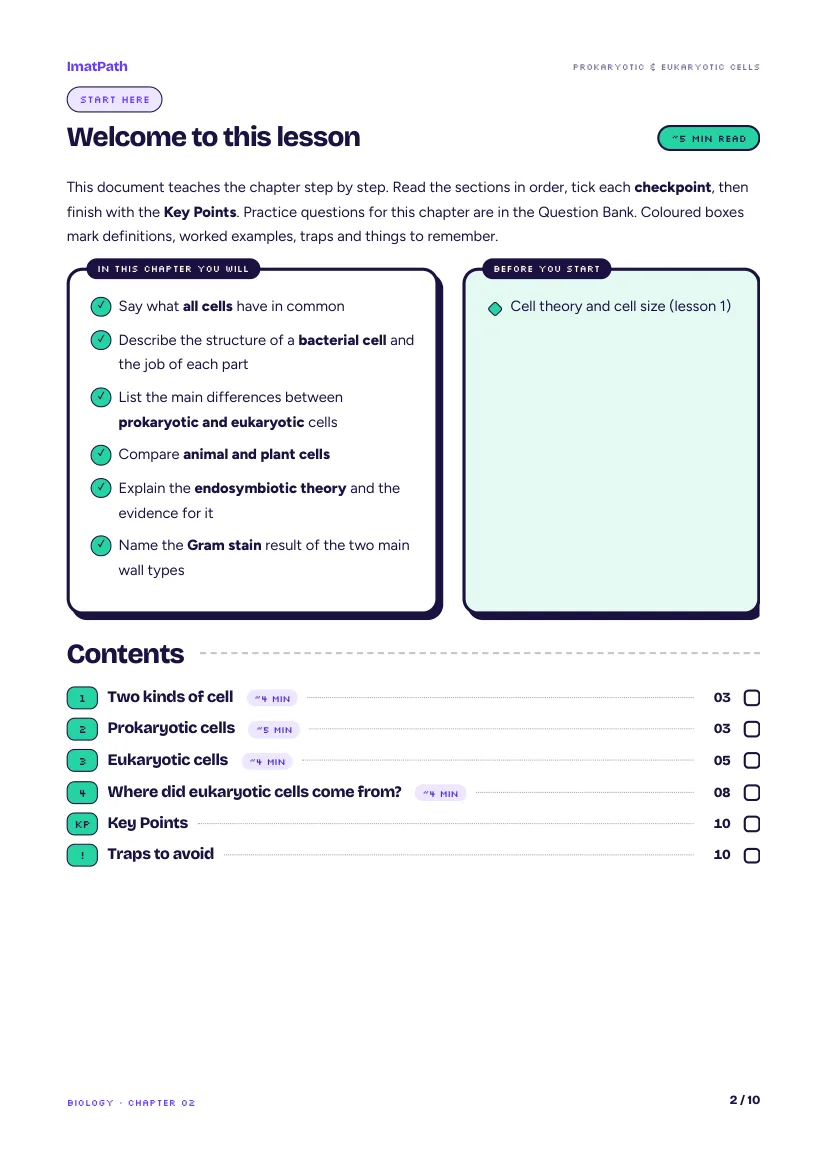 ImatPath
PROKARYOTIC & EUKARYOTIC CELLS
START HERE
Welcome to this lesson
~5 MIN READ
This document teaches the chapter step by step. Read the sections in order, tick each checkpoint, then
finish with the Key Points. Practice questions for this chapter are in the Question Bank. Coloured boxes
mark definitions, worked examples, traps and things to remember.
IN THIS CHAPTER YOU WILL
✓ Say what all cells have in common
✓ Describe the structure of a bacterial cell and
the job of each part
✓ List the main differences between
prokaryotic and eukaryotic cells
✓ Compare animal and plant cells
✓ Explain the endosymbiotic theory and the
evidence for it
✓ Name the Gram stain result of the two main
wall types
BEFORE YOU START
Cell theory and cell size (lesson 1)
Contents
1 Two kinds of cell ~4 MIN 03
2 Prokaryotic cells ~5 MIN 03
3 Eukaryotic cells ~4 MIN 05
4 Where did eukaryotic cells come from? ~4 MIN 08
KP Key Points 10
! Traps to avoid 10
BIOLOGY · CHAPTER 02
2 / 10